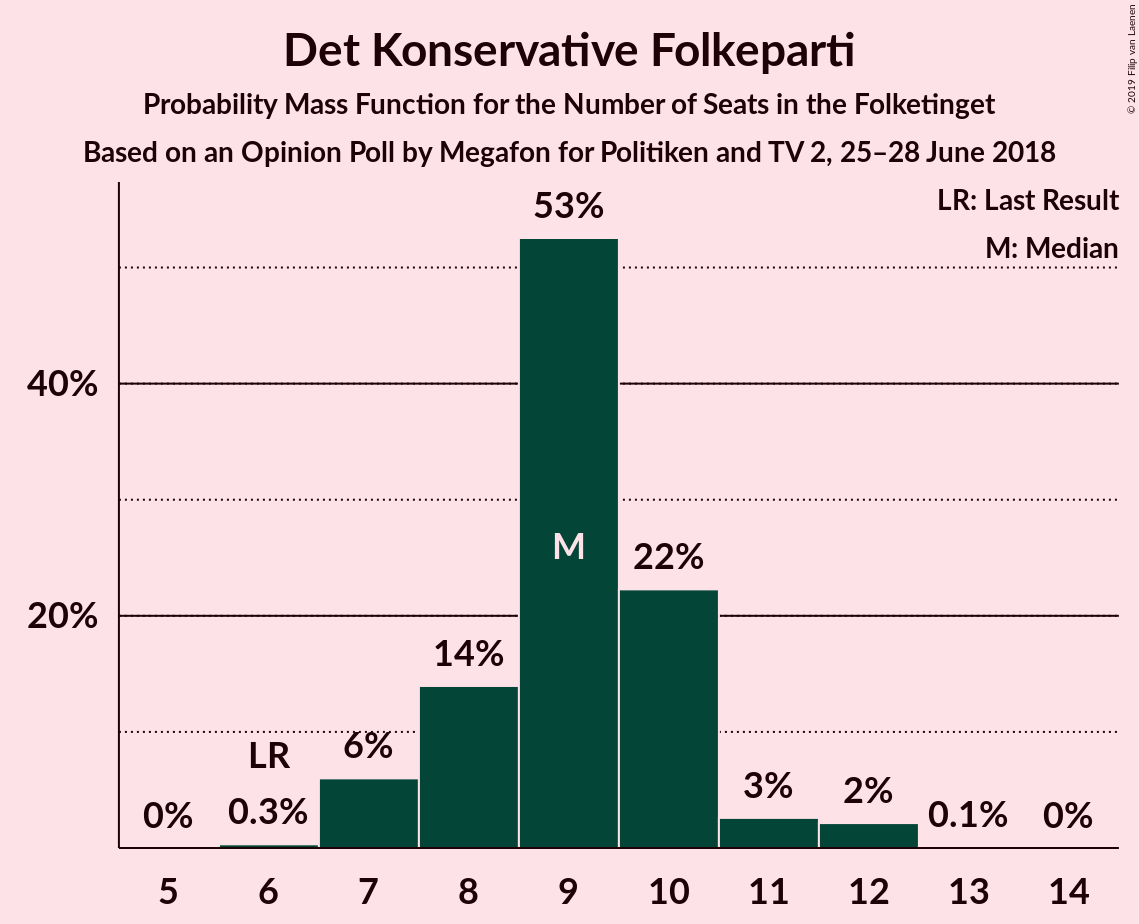 Det Konservative Folkeparti
Probability Mass Function for the Number of Seats in the Folketinget
Based on an Opinion Poll by Megafon for Politiken and TV 2, 25–28 June 2018
© 2019 Filip van Laenen
LR: Last Result
M: Median
40%
20%
0%
LR
0.3%
6%
14%
53%
M
22%
3%
2%
0.1%
0%
5 6 7 8 9 10 11 12 13 14